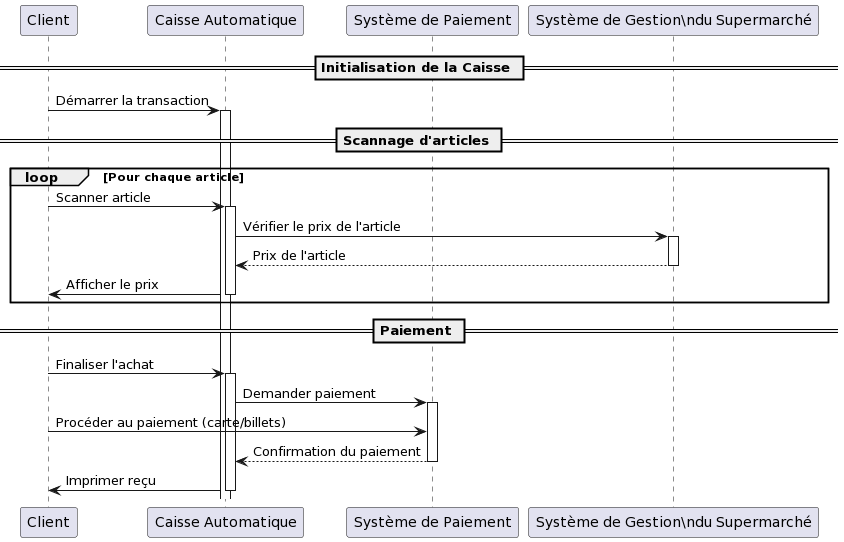 Client
Caisse Automatique
Système de Paiement
Système de Gestion\ndu Supermarché
Initialisation de la Caisse
Démarrer la transaction
Scannage d'articles
loop [Pour chaque article]
Scanner article
Vérifier le prix de l'article
Prix de l'article
Afficher le prix
Paiement
Finaliser l'achat
Demander paiement
Procéder au paiement (carte/billets)
Confirmation du paiement
Imprimer reçu
Client
Caisse Automatique
Système de Paiement
Système de Gestion\ndu Supermarché